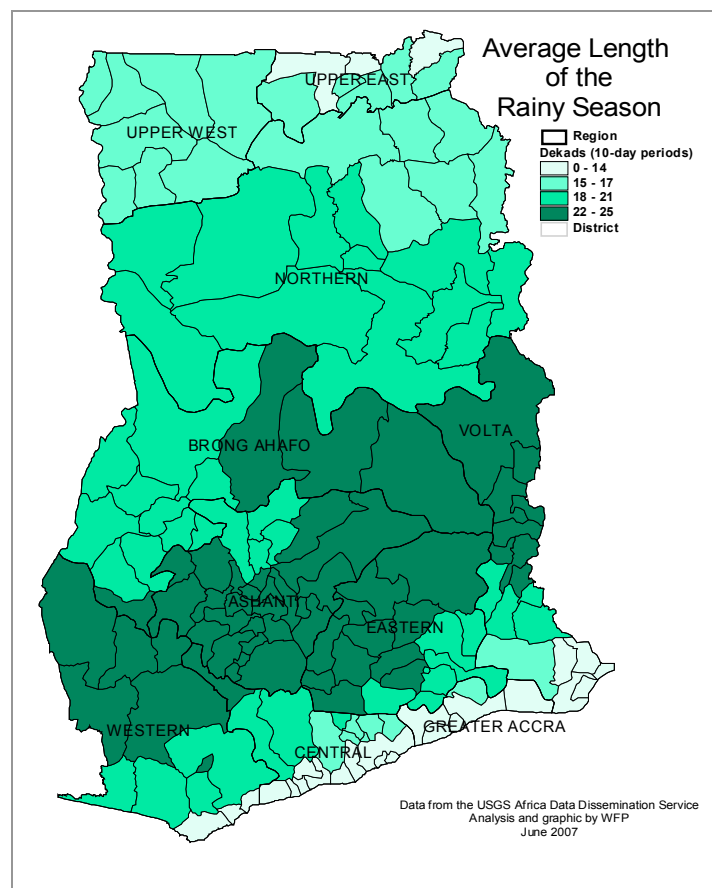 Average Length
of the
Rainy Season
Region
Dekads (10-day periods)
0 - 14
15 - 17
18 - 21
22 - 25
District
UPPER EAST
UPPER WEST
NORTHERN
VOLTA
BRONG AHAFO
ASHANTI
EASTERN
WESTERN
GREATER ACCRA
CENTRAL
Data from the USGS Africa Data Dissemination Service
Analysis and graphic by WFP
June 2007